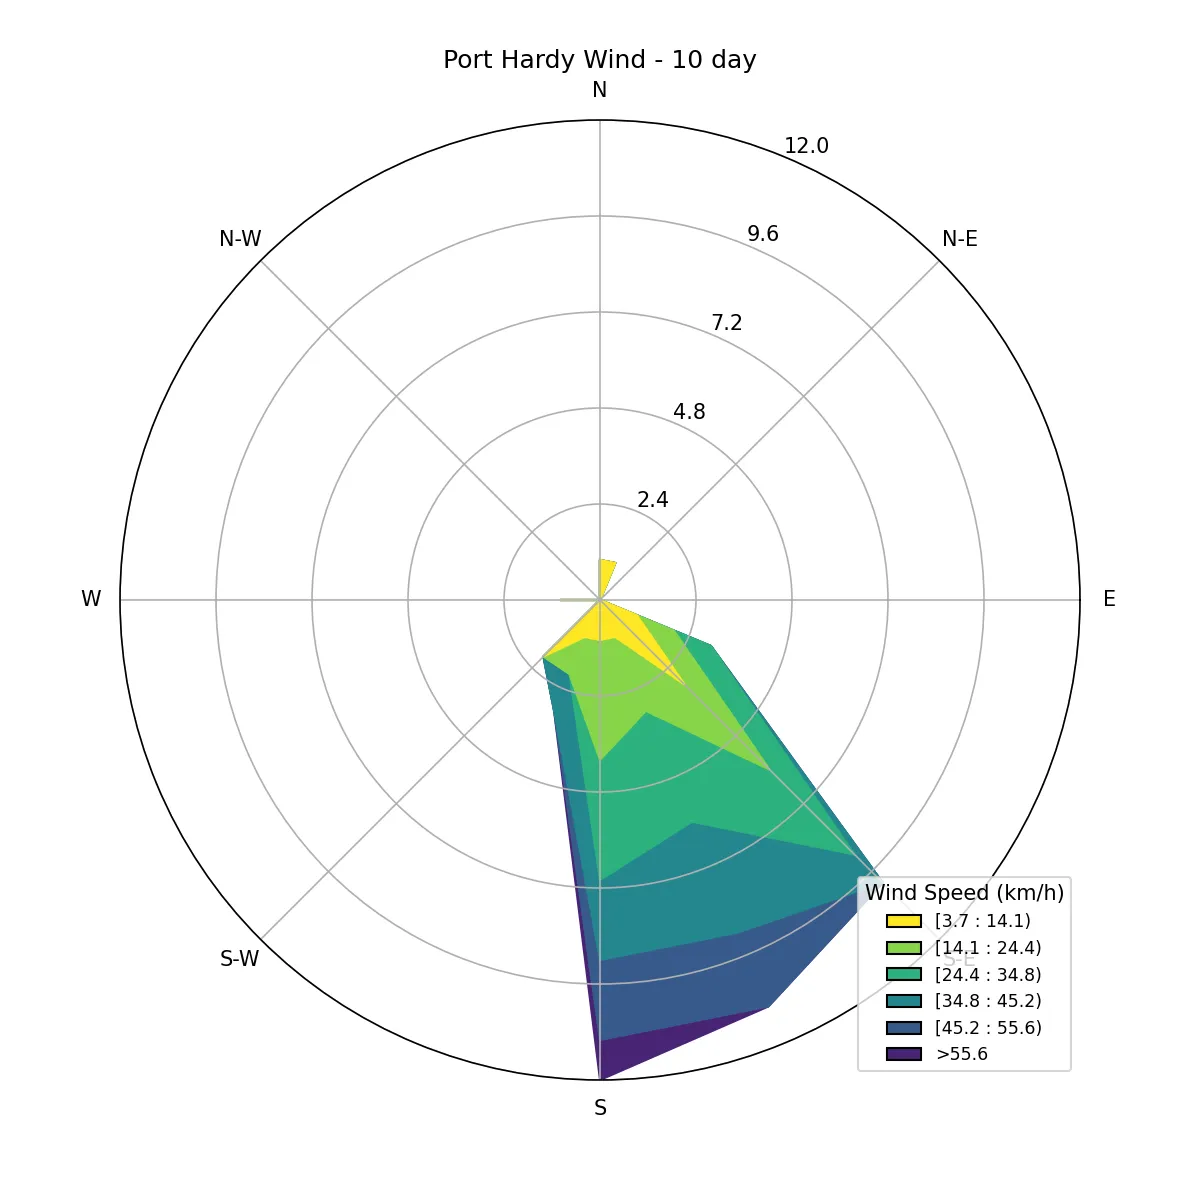 Port Hardy Wind - 10 day
N
12.0
N-W
9.6
N-E
7.2
4.8
2.4
W
E
Wind Speed (km/h)
[3.7 : 14.1)
[14.1 : 24.4)
[24.4 : 34.8)
[34.8 : 45.2)
[45.2 : 55.6)
>55.6
S-W
S-E
S